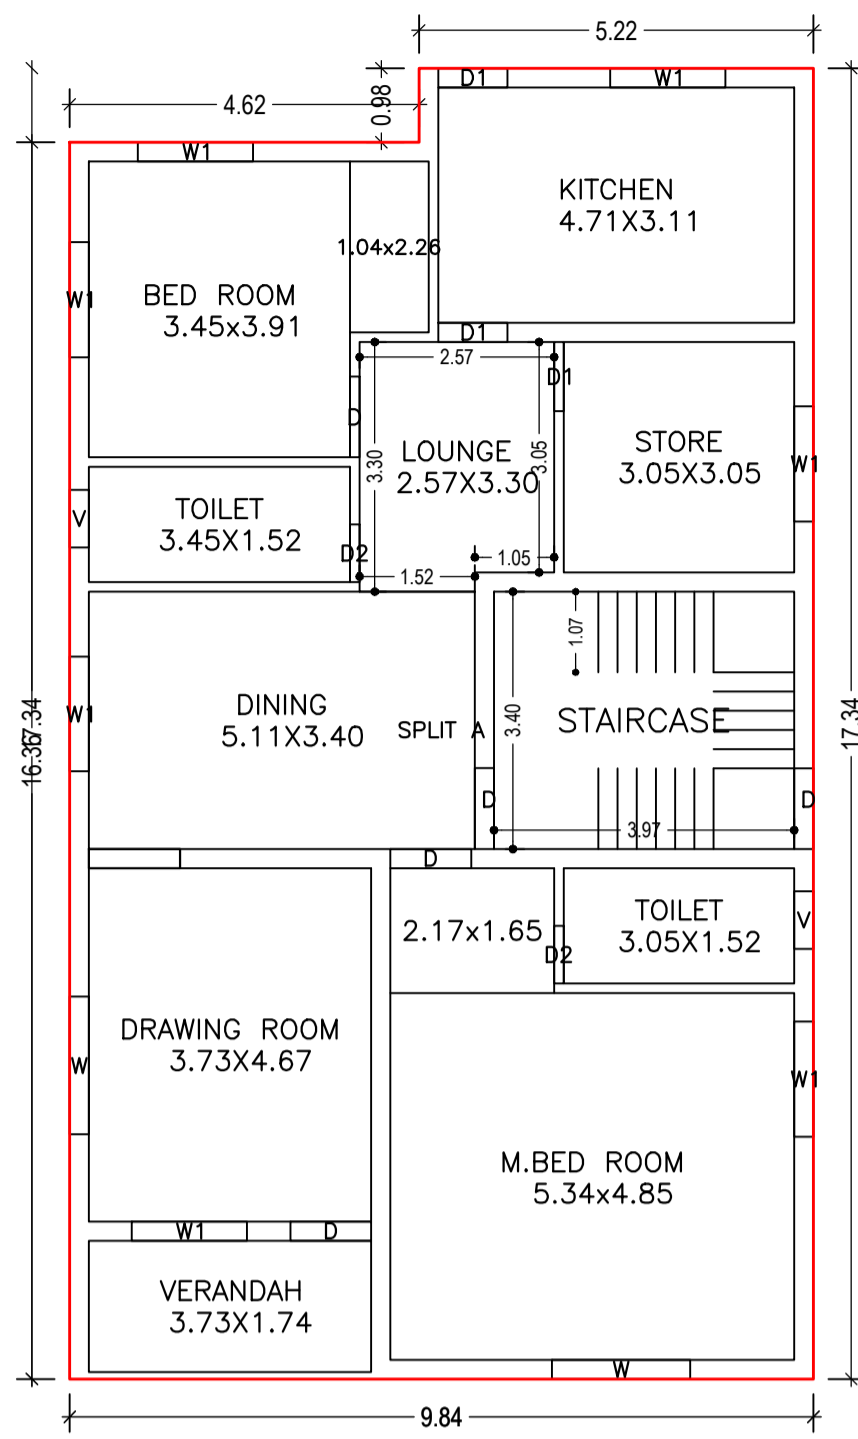 5.22
D1
W1
4.62
0.98
W1
KITCHEN
4.71X3.11
1.04x2.26
W1
BED ROOM
3.45x3.91
D1
2.57
D1
D
LOUNGE
2.57X3.30
3.30
3.05
STORE
3.05X3.05
W1
TOILET
3.45X1.52
V
D2
1.05
1.52
1.07
W1
DINING
5.11X3.40
SPLIT A
3.40
STAIRCASE
17.34
16.36
17.34
D
D
3.97
D
2.17x1.65
TOILET
3.05X1.52
V
D2
DRAWING ROOM
3.73X4.67
W
W1
M.BED ROOM
5.34x4.85
W1
D
VERANDAH
3.73X1.74
W
9.84